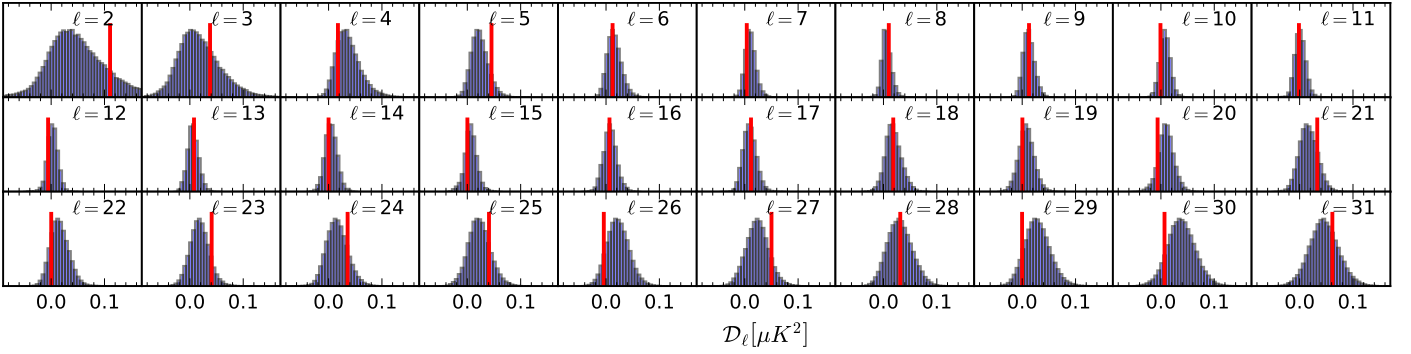 ℓ=2 ℓ=3 ℓ=4 ℓ=5 ℓ=6 ℓ=7 ℓ=8 ℓ=9 ℓ=10 ℓ=11
ℓ=12 ℓ=13 ℓ=14 ℓ=15 ℓ=16 ℓ=17 ℓ=18 ℓ=19 ℓ=20 ℓ=21
ℓ=22 ℓ=23 ℓ=24 ℓ=25 ℓ=26 ℓ=27 ℓ=28 ℓ=29 ℓ=30 ℓ=31
0.0 0.1 0.0 0.1 0.0 0.1 0.0 0.1 0.0 0.1 0.0 0.1 0.0 0.1 0.0 0.1 0.0 0.1 0.0 0.1
𝒟ℓ[μK²]